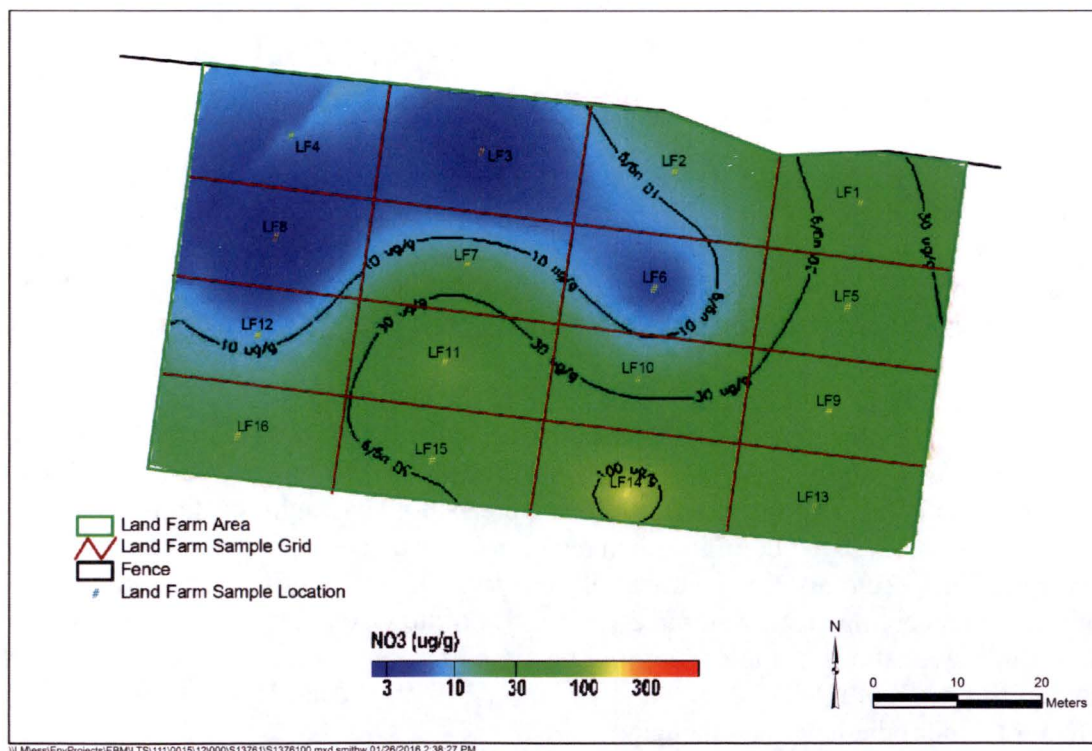 LF4
LF3
LF2
LF1
10 ug/g
LF8
LF7
LF6
LF5
10 ug/g
10 ug/g
10 ug/g
30 ug/g
30 ug/g
LF12
10 ug/g
LF11
30 ug/g
30 ug/g
LF10
30 ug/g
LF9
LF16
LF15
30 ug/g
100 ug/g
LF14
LF13
Land Farm Area
Land Farm Sample Grid
Fence
# Land Farm Sample Location
NO3 (ug/g)
3 10 30 100 300
N
0 10 20
Meters